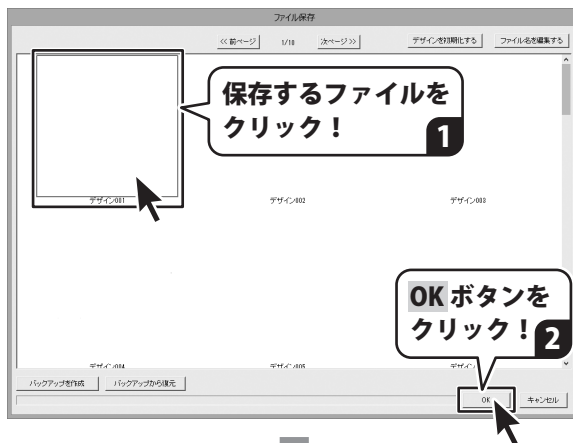 ファイル保存
<< 前ページ 1/10 次ページ >> デザインを初期化する ファイル名を編集する
保存するファイルを
クリック！
1
デザイン001 デザイン002 デザイン003
OK ボタンを
クリック！
2
デザイン004 デザイン005 デザイン
バックアップを作成 バックアップから復元
OK キャンセル